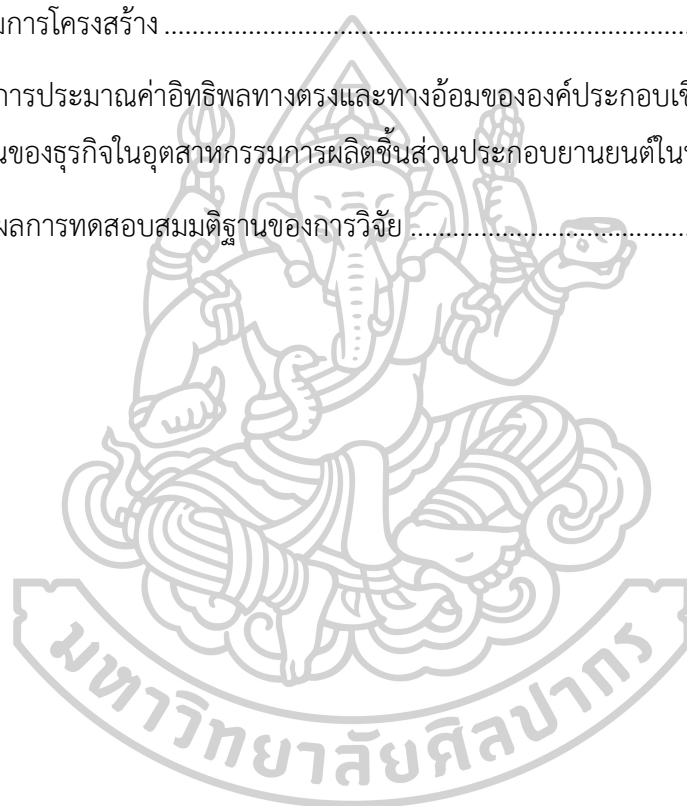 มการโครงสร้าง ........................................................................................
การประมาณค่าอิทธิพลทางตรงและทางอ้อมขององค์ประกอบเชิ
นของธุรกิจในอุตสาหกรรมการผลิตชิ้นส่วนประกอบยานยนต์ใน
ผลการทดสอบสมมติฐานของการวิจัย ..............................................
มหาวิทยาลัยศิลปากร